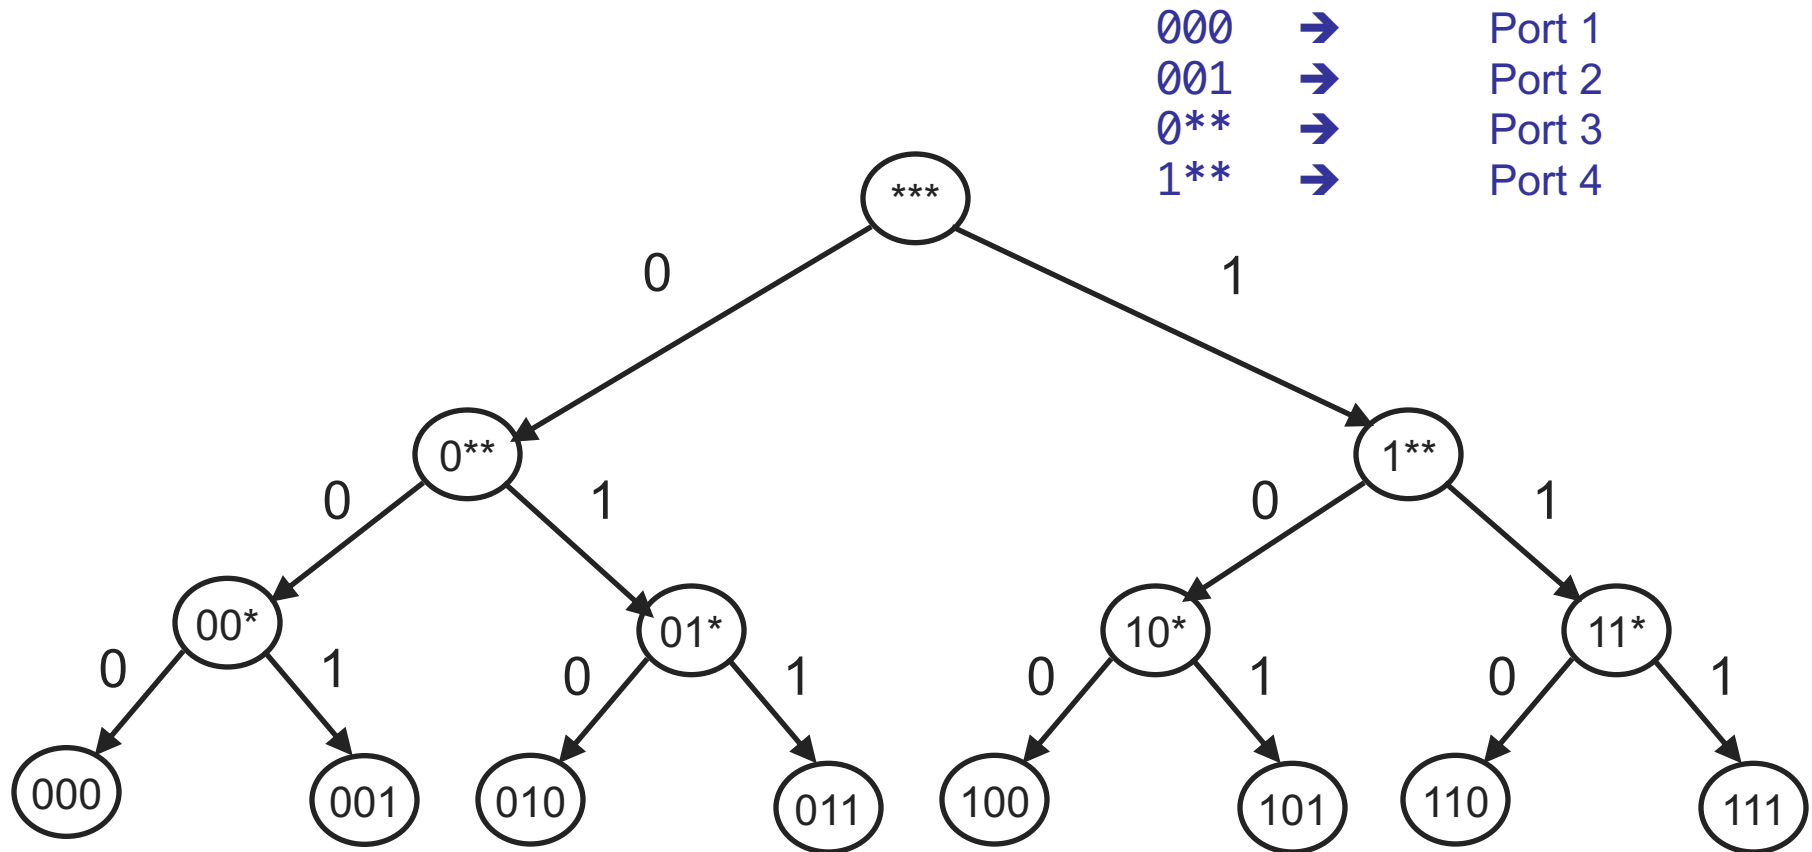 000 ➔ Port 1
001 ➔ Port 2
0** ➔ Port 3
1** ➔ Port 4
***
0 1
0** 1**
0 1 0 1
00* 01* 10* 11*
0 1 0 1 0 1 0 1
000 001 010 011 100 101 110 111